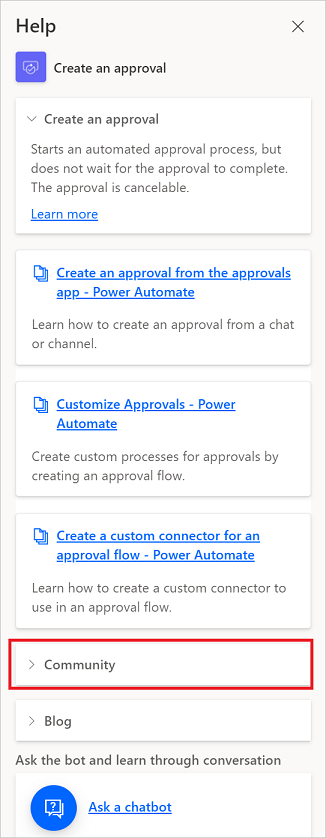 Help
Create an approval
Create an approval
Starts an automated approval process, but
does not wait for the approval to complete.
The approval is cancelable.
Learn more
Create an approval from the approvals
app - Power Automate
Learn how to create an approval from a chat
or channel.
Customize Approvals - Power
Automate
Create custom processes for approvals by
creating an approval flow.
Create a custom connector for an
approval flow - Power Automate
Learn how to create a custom connector to
use in an approval flow.
Community
Blog
Ask the bot and learn through conversation
Ask a chatbot